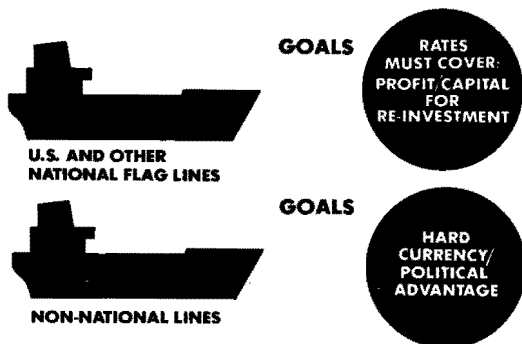 GOALS
RATES
MUST COVER:
PROFIT/CAPITAL
FOR
RE-INVESTMENT
U.S. AND OTHER
NATIONAL FLAG LINES
GOALS
HARD
CURRENCY/
POLITICAL
ADVANTAGE
NON-NATIONAL LINES